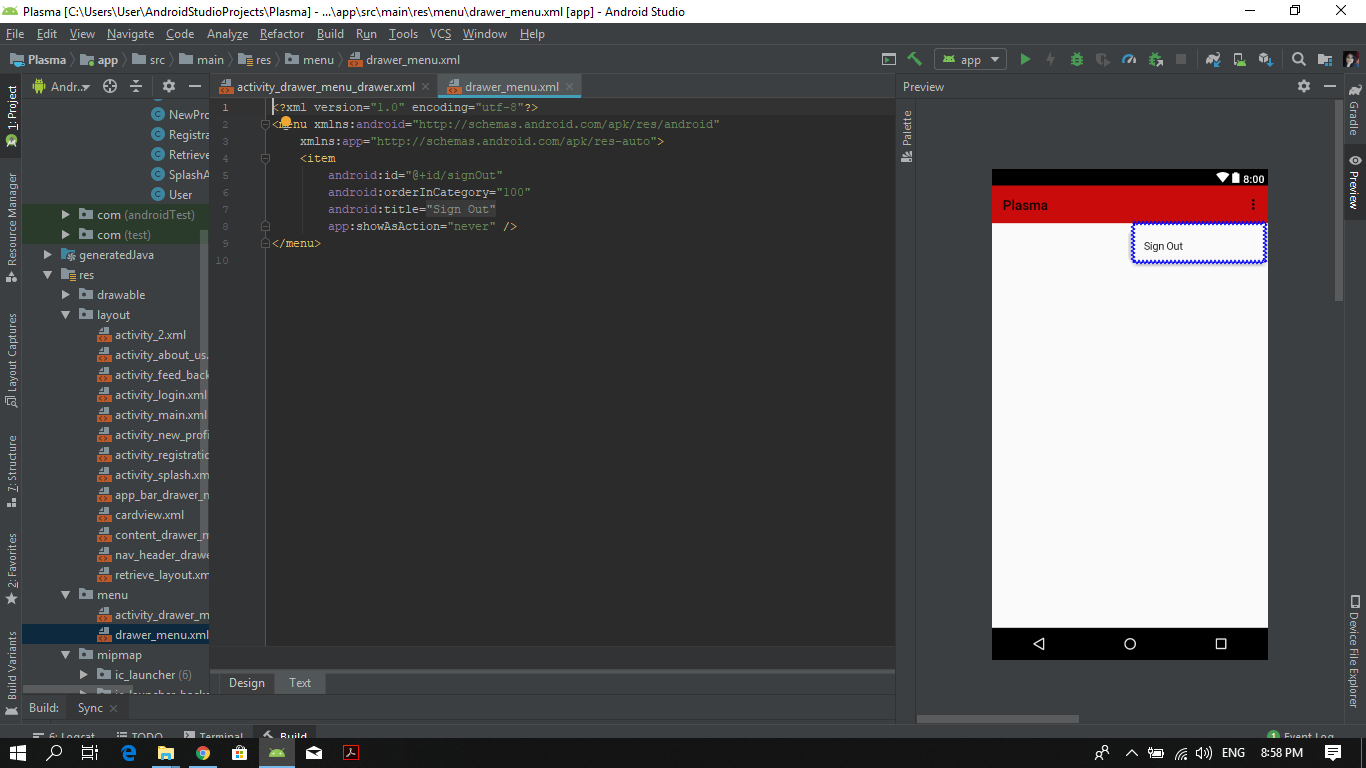 Plasma [C:\Users\User\AndroidStudioProjects\Plasma] - ...\app\src\main\res\menu\drawer_menu.xml [app] - Android Studio
File Edit View Navigate Code Analyze Refactor Build Run Tools VCS Window Help
Plasma app src main res menu drawer_menu.xml
app
1: Project
Resource Manager
Layout Captures
7: Structure
2: Favorites
Build Variants
Andr..
NewPro
Registra
Retrieve
SplashA
User
com (androidTest)
com (test)
generatedJava
res
drawable
layout
activity_2.xml
activity_about_us.
activity_feed_back
activity_login.xml
activity_main.xml
activity_new_profi
activity_registratio
activity_splash.xm
app_bar_drawer_m
cardview.xml
content_drawer_m
nav_header_drawe
retrieve_layout.xm
menu
activity_drawer_m
drawer_menu.xml
mipmap
ic_launcher (6)
activity_drawer_menu_drawer.xml drawer_menu.xml
1 <?xml version="1.0" encoding="utf-8"?>
2 <menu xmlns:android="http://schemas.android.com/apk/res/android"
3 xmlns:app="http://schemas.android.com/apk/res-auto">
4 <item
5 android:id="@+id/signOut"
6 android:orderInCategory="100"
7 android:title="Sign Out"
8 app:showAsAction="never" />
9 </menu>
10
Design Text
Preview
Palette
8:00
Plasma
Sign Out
Gradle
Preview
Device File Explorer
Build: Sync
6: Logcat TODO Terminal Build
1 Event Log
ENG 8:58 PM